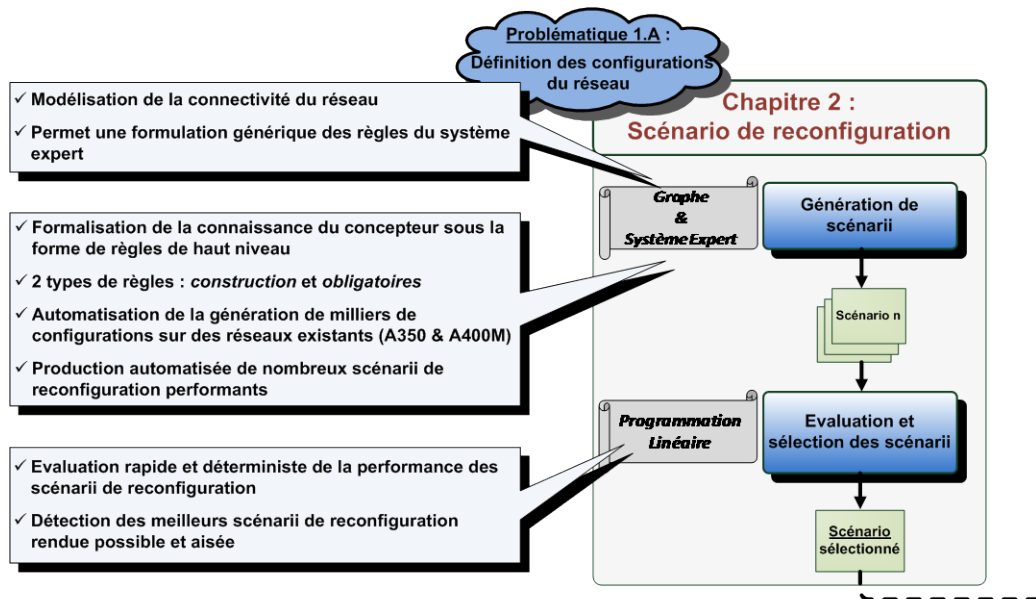 Problématique 1.A :
Définition des configurations
du réseau
Chapitre 2 :
Scénario de reconfiguration
✓ Modélisation de la connectivité du réseau
✓ Permet une formulation générique des règles du système
expert
Graphe
&
Système Expert
Génération de
scénarii
✓ Formalisation de la connaissance du concepteur sous la
forme de règles de haut niveau
✓ 2 types de règles : construction et obligatoires
✓ Automatisation de la génération de milliers de
configurations sur des réseaux existants (A350 & A400M)
✓ Production automatisée de nombreux scénarii de
reconfiguration performants
Scénario n
Programmation
Linéaire
Evaluation et
sélection des scénarii
✓ Evaluation rapide et déterministe de la performance des
scénarii de reconfiguration
✓ Détection des meilleurs scénarii de reconfiguration
rendue possible et aisée
Scénario
sélectionné